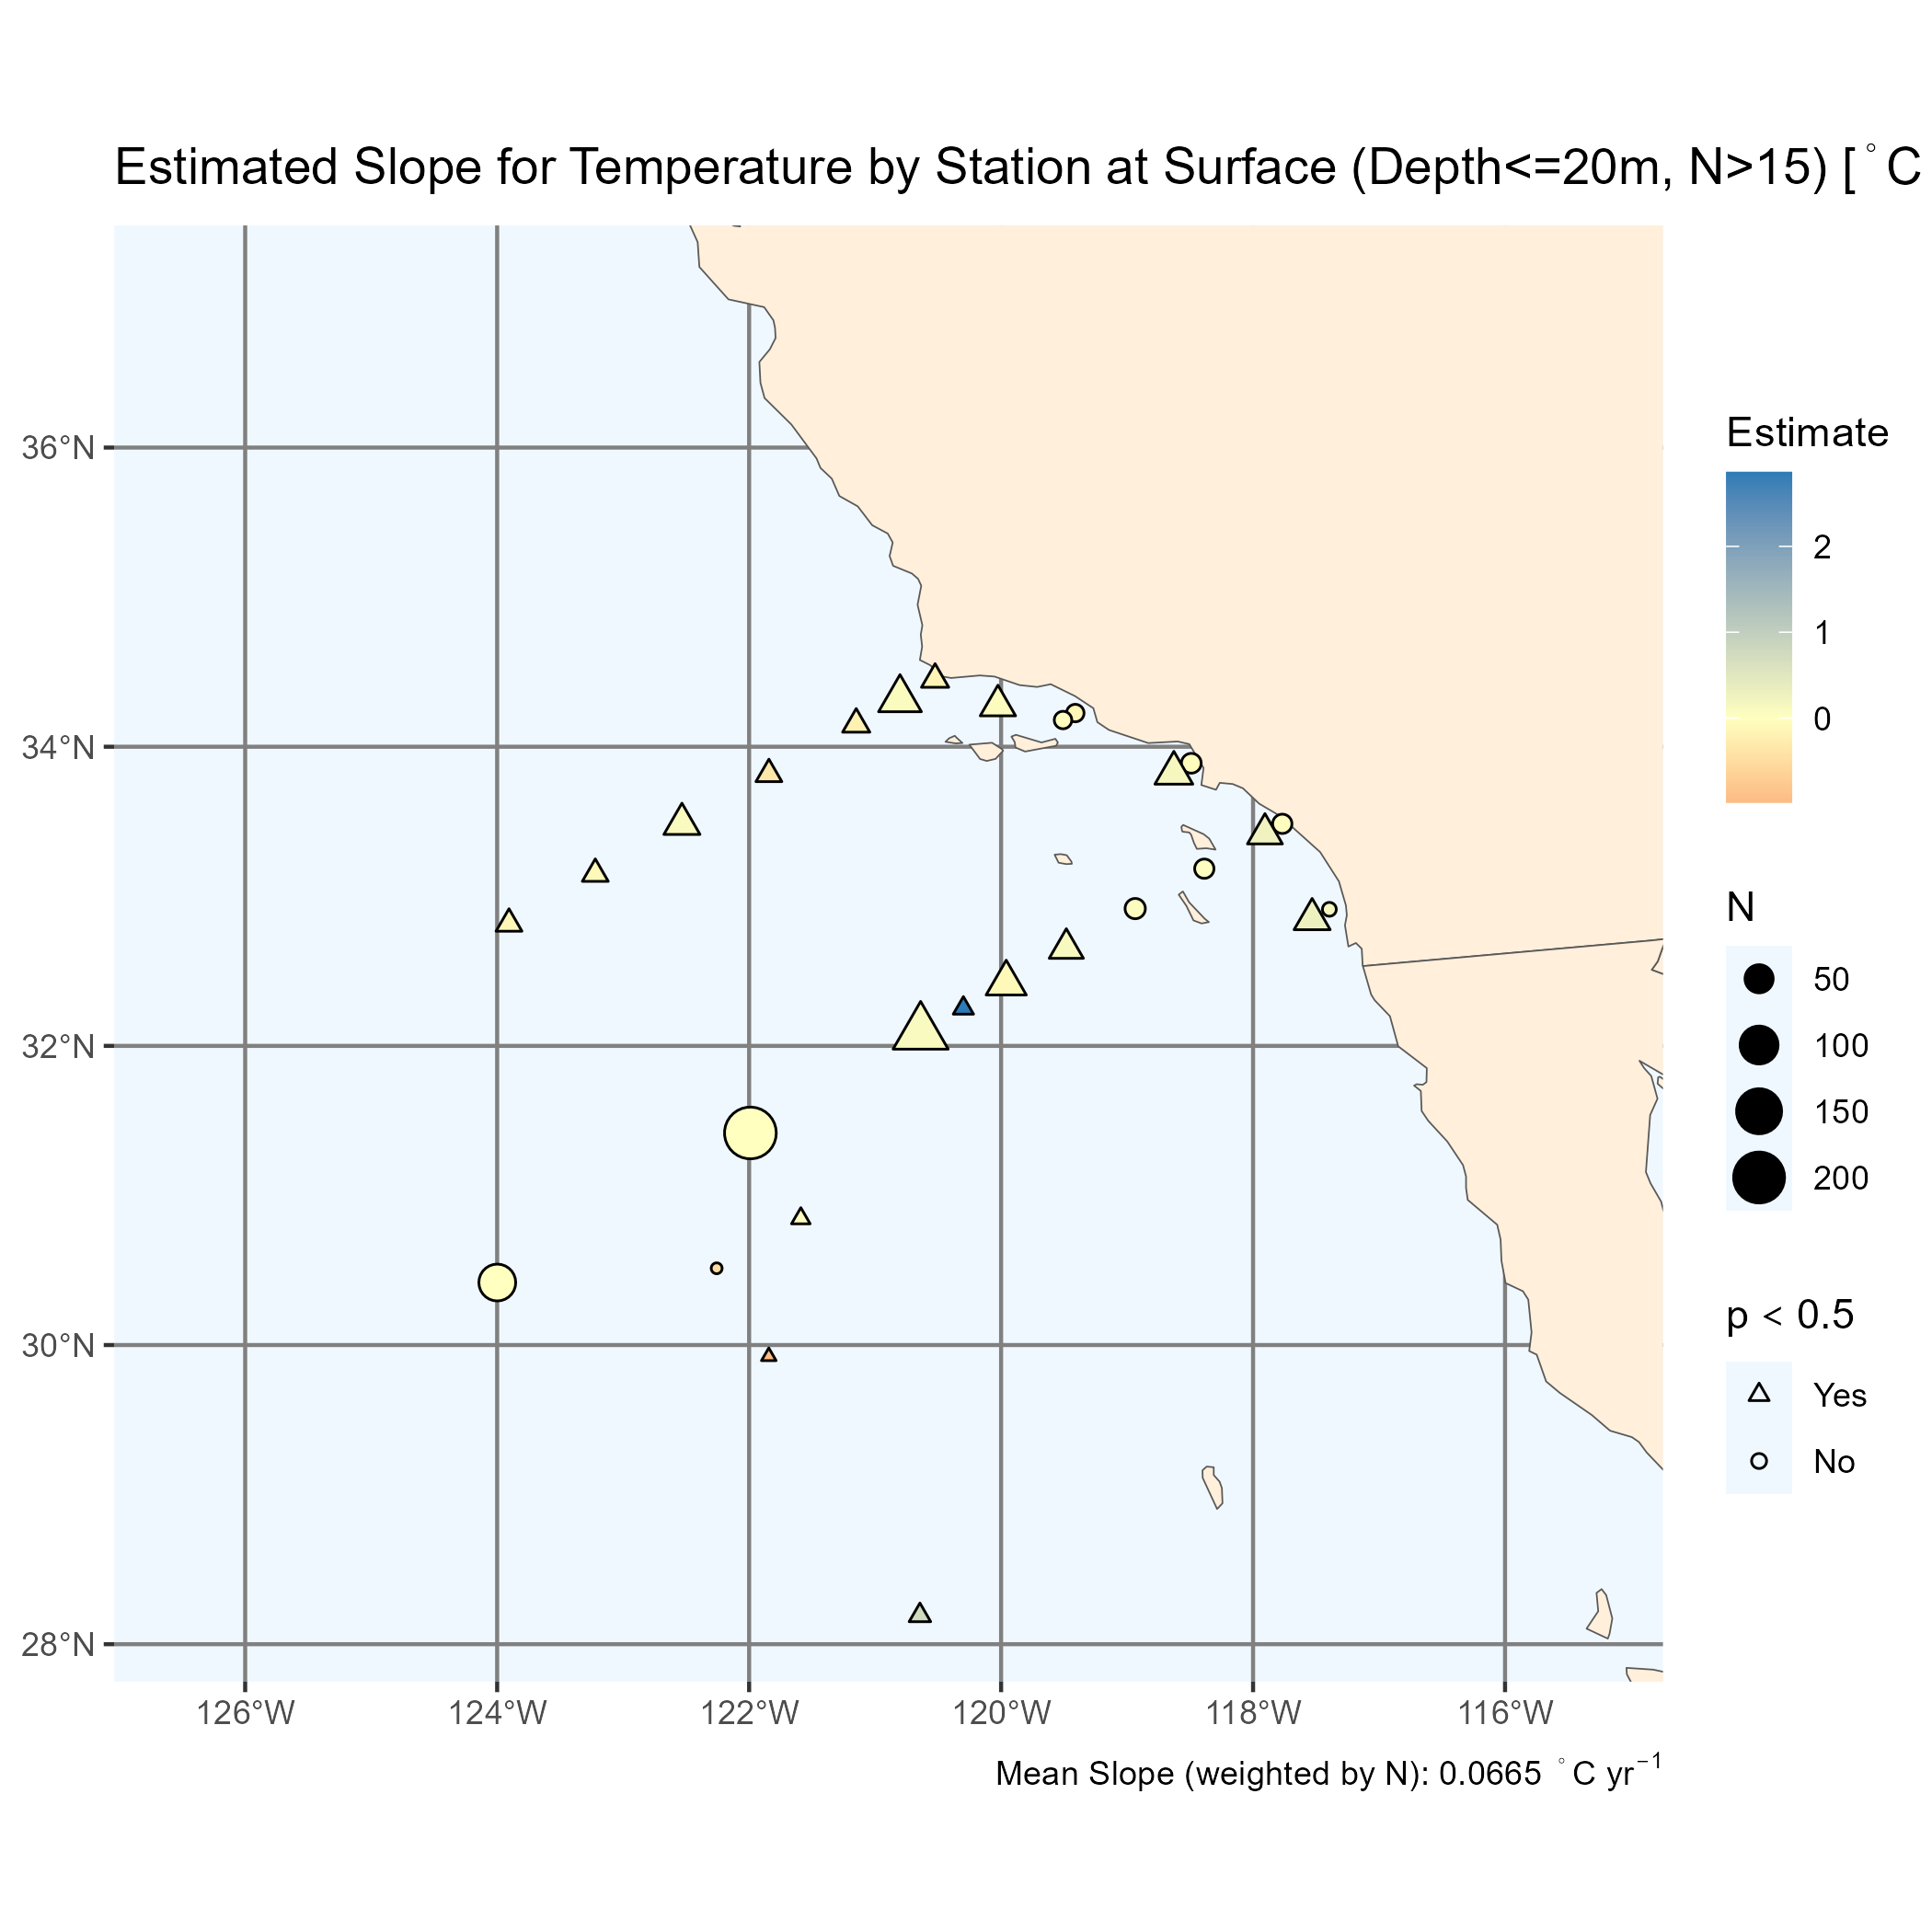 Estimated Slope for Temperature by Station at Surface (Depth<=20m, N>15) [°C
36°N
34°N
32°N
30°N
28°N
126°W
124°W
122°W
120°W
118°W
116°W
Estimate
2
1
0
N
50
100
150
200
p < 0.5
Yes
No
Mean Slope (weighted by N): 0.0665 °C yr⁻¹